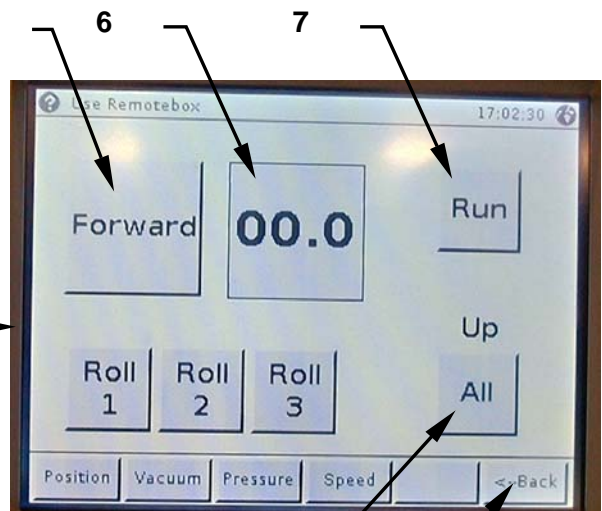 6 7
Use Remotebox 17:02:30
Forward 00.0 Run
Up
Roll 1 Roll 2 Roll 3 All
Position Vacuum Pressure Speed <-Back